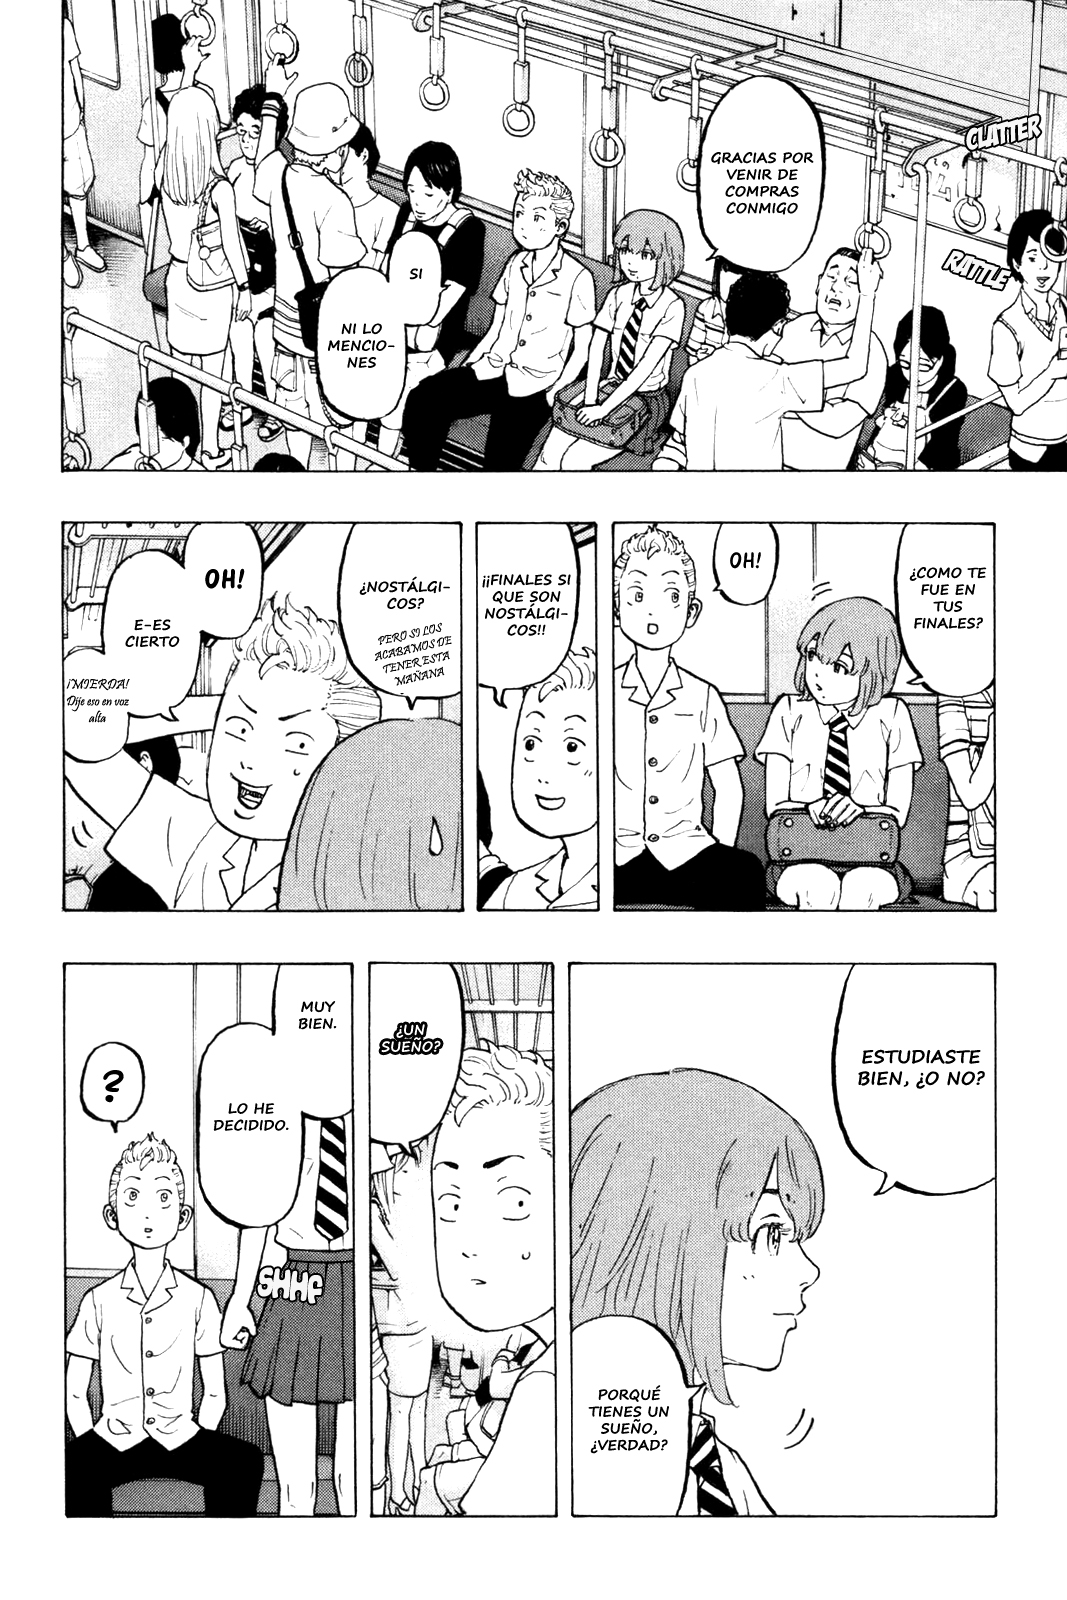 CLATTER
RATTLE
GRACIAS POR
VENIR DE
COMPRAS
CONMIGO
SI
NI LO
MENCIO-
NES
¿COMO TE
FUE EN
TUS
FINALES?
OH!
¡¡FINALES SI
QUE SON
NOSTÁLGI-
COS!!
¿NOSTÁLGI-
COS?
PERO SI LOS
ACABAMOS DE
TENER ESTA
MAÑANA
OH!
E-ES
CIERTO
¡MIERDA!
Dije eso en voz
alta
ESTUDIASTE
BIEN, ¿O NO?
PORQUÉ
TIENES UN
SUEÑO,
¿VERDAD?
¿UN
SUEÑO?
MUY
BIEN.
LO HE
DECIDIDO.
SHHF
?